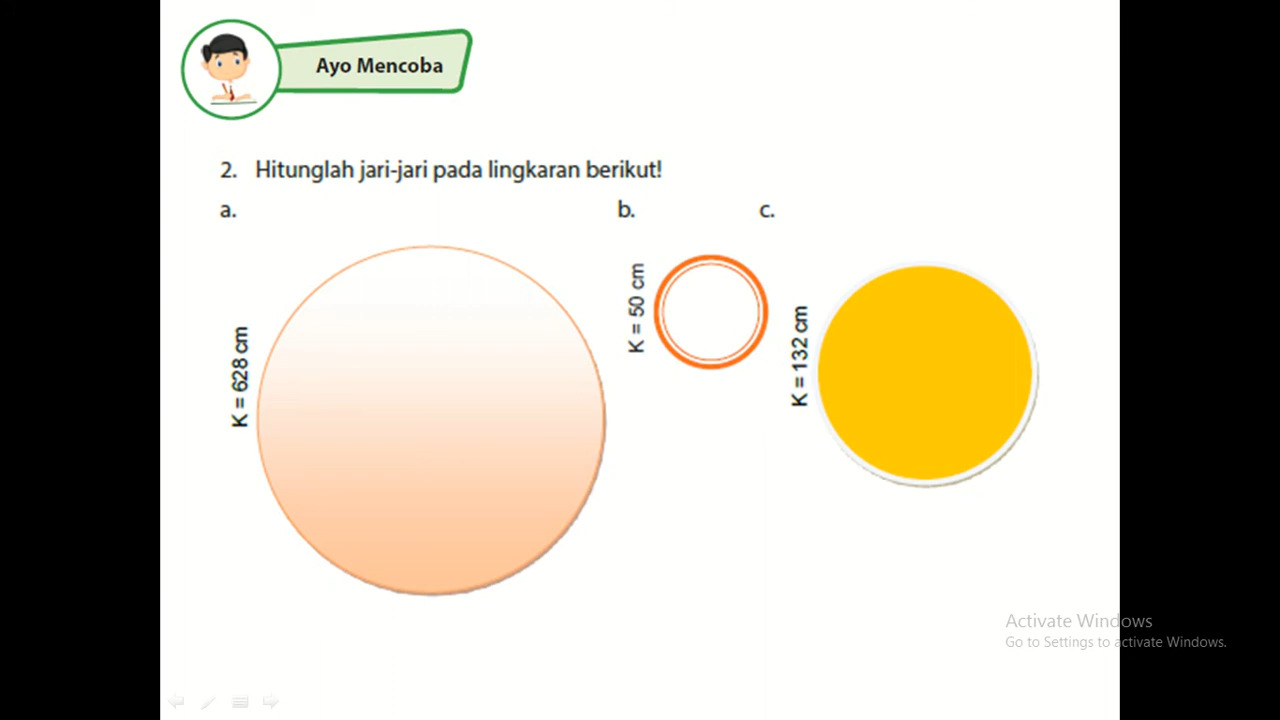 Ayo Mencoba
2. Hitunglah jari-jari pada lingkaran berikut!
a.
b.
c.
K = 628 cm
K = 50 cm
K = 132 cm
Activate Windows
Go to Settings to activate Windows.